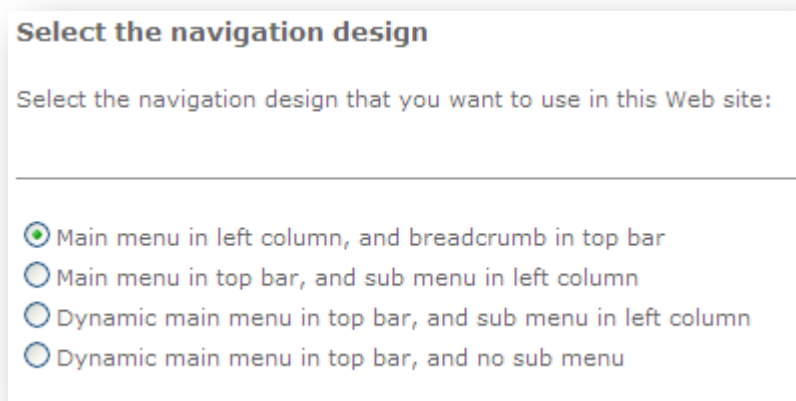 Select the navigation design
Select the navigation design that you want to use in this Web site:
Main menu in left column, and breadcrumb in top bar
Main menu in top bar, and sub menu in left column
Dynamic main menu in top bar, and sub menu in left column
Dynamic main menu in top bar, and no sub menu